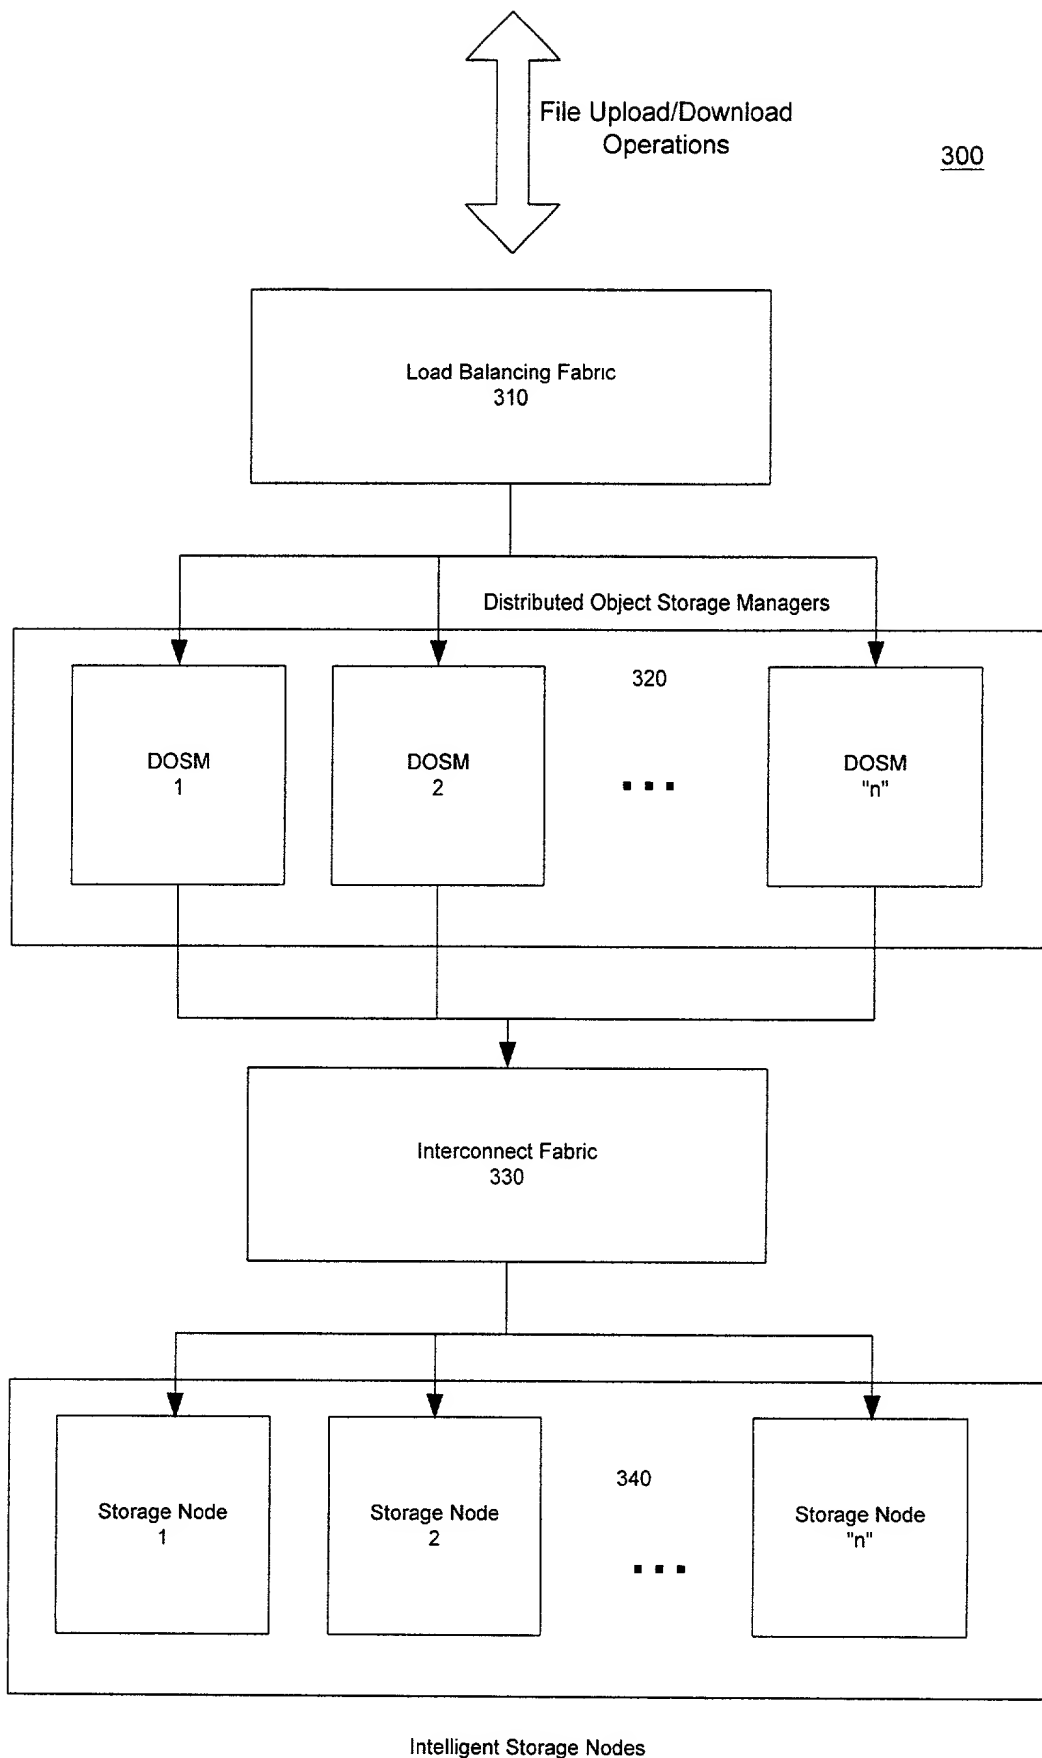 File Upload/Download
Operations
300
Load Balancing Fabric
310
Distributed Object Storage Managers
320
DOSM
1
DOSM
2
DOSM
"n"
Interconnect Fabric
330
340
Storage Node
1
Storage Node
2
Storage Node
"n"
Intelligent Storage Nodes